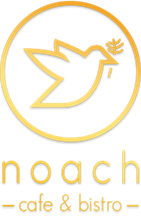 noach
– cafe & bistro –